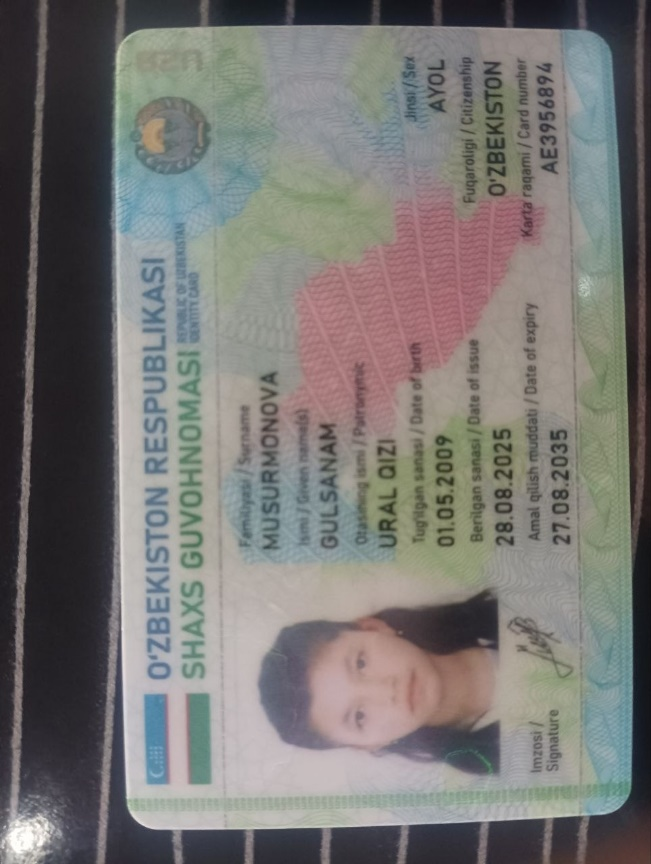 O'ZBEKISTON RESPUBLIKASI
SHAXS GUVOHNOMASI
REPUBLIC OF UZBEKISTAN
IDENTITY CARD
UZB
Familiyasi / Surname
MUSURMONOVA
Ismi / Given name(s)
GULSANAM
Otasining ismi / Patronymic
URAL QIZI
Tug'ilgan sanasi / Date of birth
01.05.2009
Jinsi / Sex
AYOL
Berilgan sanasi / Date of issue
28.08.2025
Fuqaroligi / Citizenship
O'ZBEKISTON
Amal qilish muddati / Date of expiry
27.08.2035
Karta raqami / Card number
AE3956894
Imzosi /
Signature